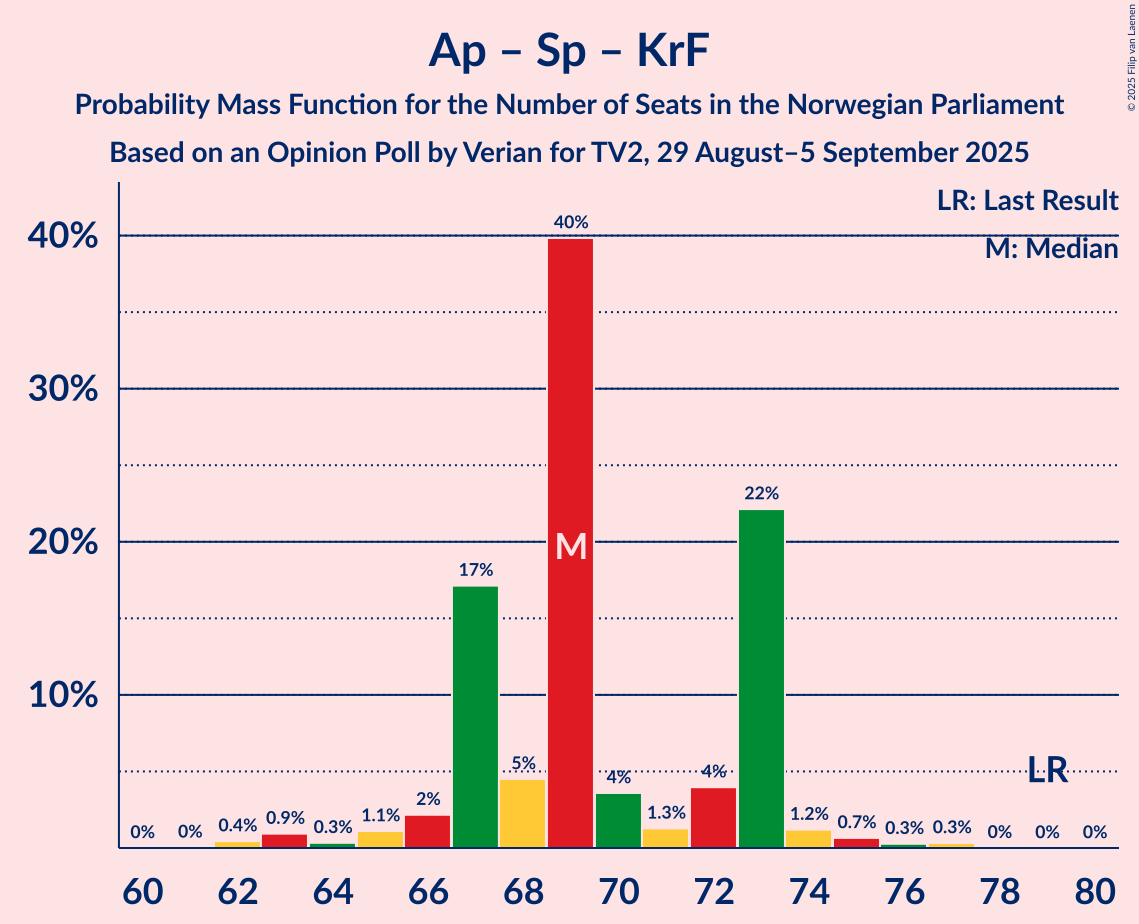 Ap – Sp – KrF
Probability Mass Function for the Number of Seats in the Norwegian Parliament
Based on an Opinion Poll by Verian for TV2, 29 August–5 September 2025
© 2025 Filip van Laenen
LR: Last Result
M: Median
40%
30%
20%
10%
0%
0%
0.4%
0.9%
0.3%
1.1%
2%
17%
5%
40%
M
4%
1.3%
4%
22%
1.2%
0.7%
0.3%
0.3%
0%
0%
0%
LR
60 62 64 66 68 70 72 74 76 78 80